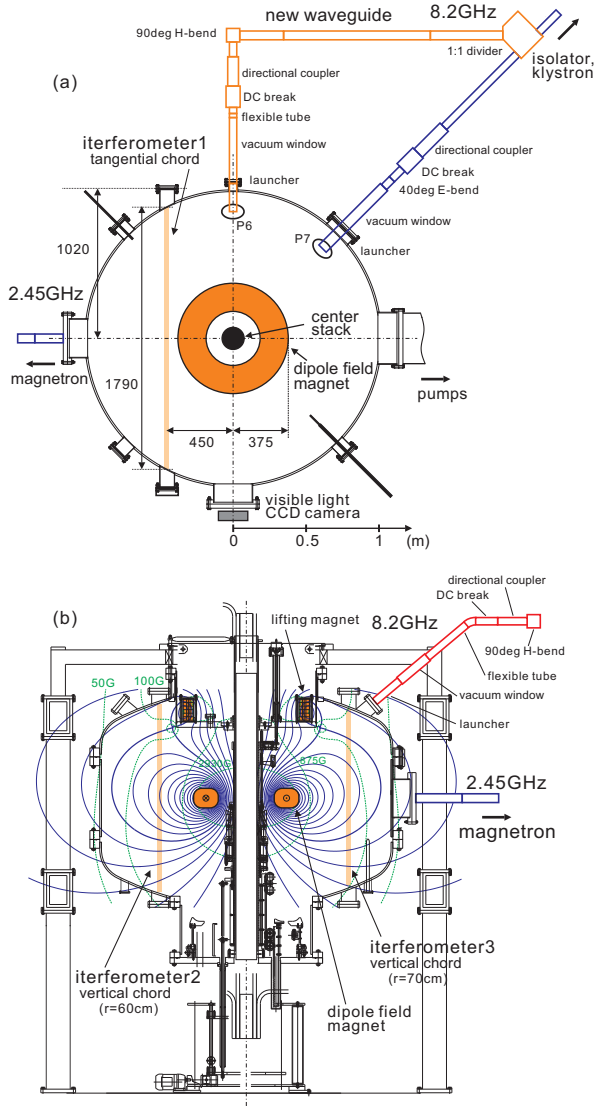 new waveguide
8.2GHz
90deg H-bend
1:1 divider
isolator,
klystron
(a)
directional coupler
DC break
flexible tube
iterferometer1
tangential chord
vacuum window
directional coupler
DC break
40deg E-bend
launcher
vacuum window
P6
P7
launcher
1020
2.45GHz
center
stack
magnetron
dipole field
magnet
pumps
1790
450
375
visible light
CCD camera
0
0.5
1
(m)
(b)
directional coupler
DC break
8.2GHz
lifting magnet
90deg H-bend
flexible tube
50G
100G
vacuum window
launcher
875G
2.45GHz
magnetron
iterferometer2
vertical chord
(r=60cm)
iterferometer3
vertical chord
(r=70cm)
dipole field
magnet